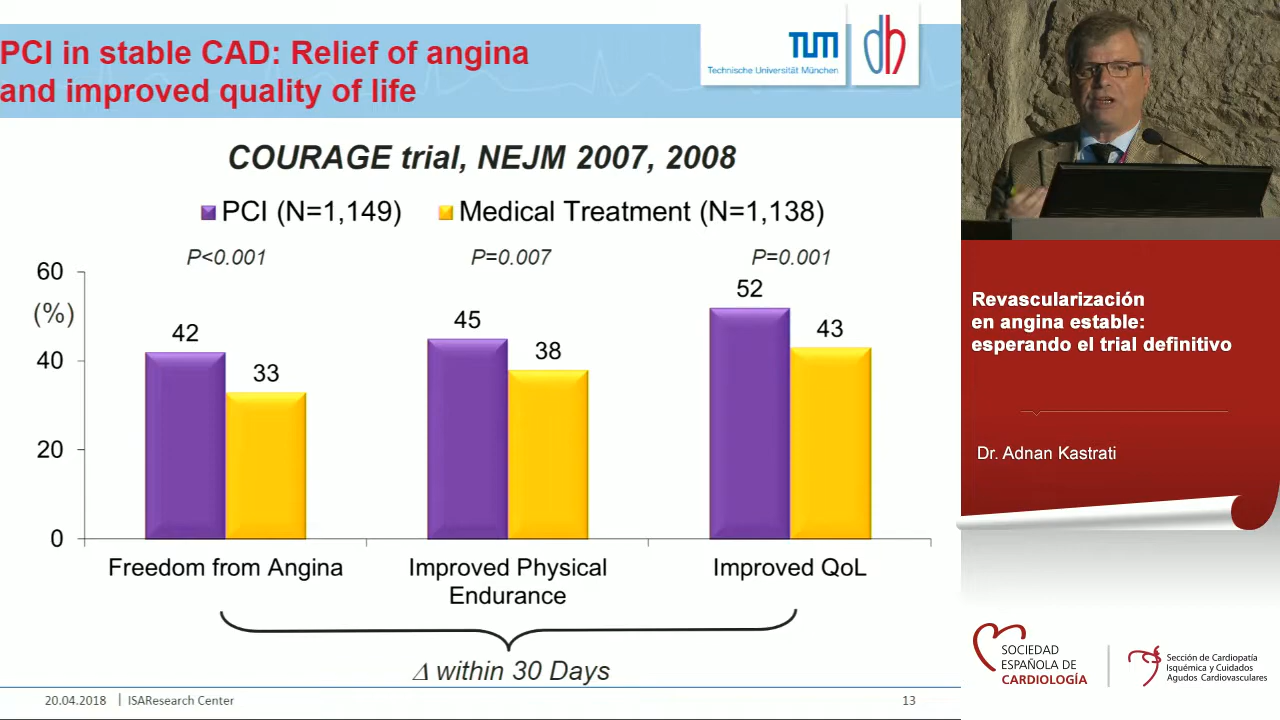 PCI in stable CAD: Relief of angina
and improved quality of life
TUM
Technische Universität München
dh
COURAGE trial, NEJM 2007, 2008
PCI (N=1,149)
Medical Treatment (N=1,138)
P<0.001
P=0.007
P=0.001
60
(%)
40
20
0
42
33
45
38
52
43
Freedom from Angina
Improved Physical
Endurance
Improved QoL
Δ within 30 Days
20.04.2018
ISAResearch Center
13
Revascularización
en angina estable:
esperando el trial definitivo
Dr. Adnan Kastrati
SOCIEDAD
ESPAÑOLA DE
CARDIOLOGÍA
Sección de Cardiopatía
Isquémica y Cuidados
Agudos Cardiovasculares